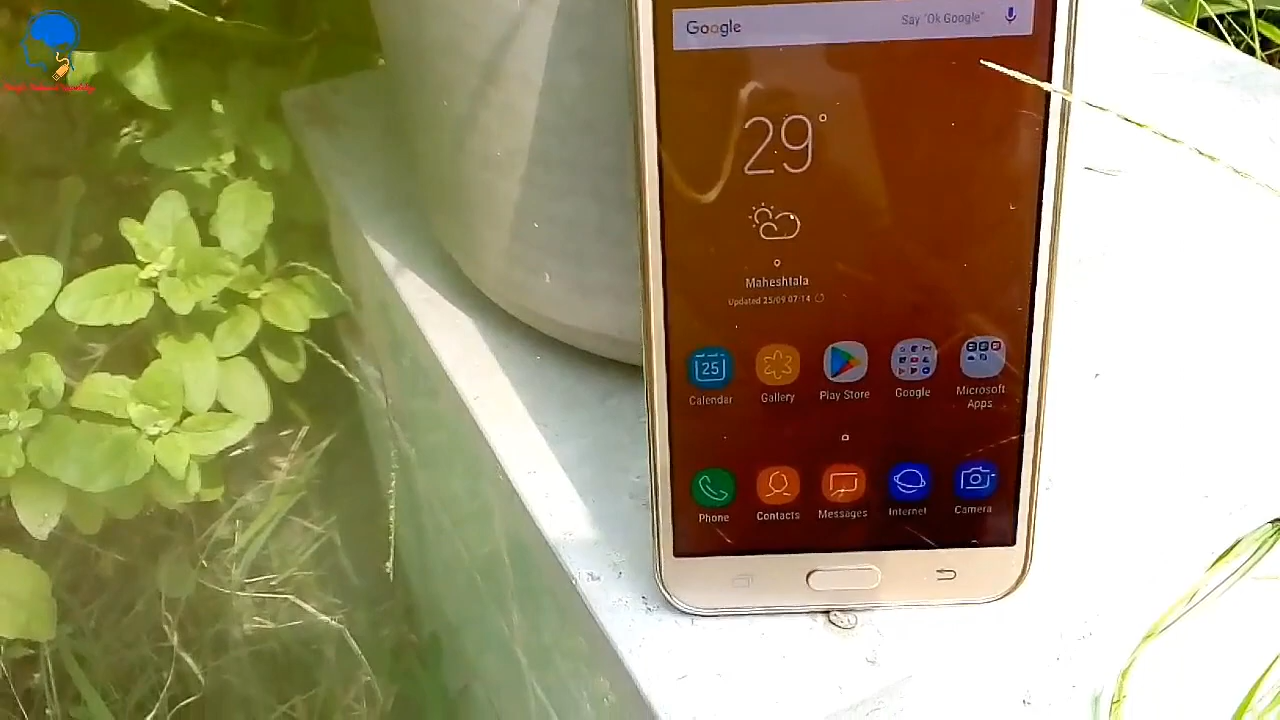 Google Say "Ok Google"
29°
Maheshtala
Updated 25/09 07:14
25
Calendar Gallery Play Store Google Microsoft Apps
Phone Contacts Messages Internet Camera